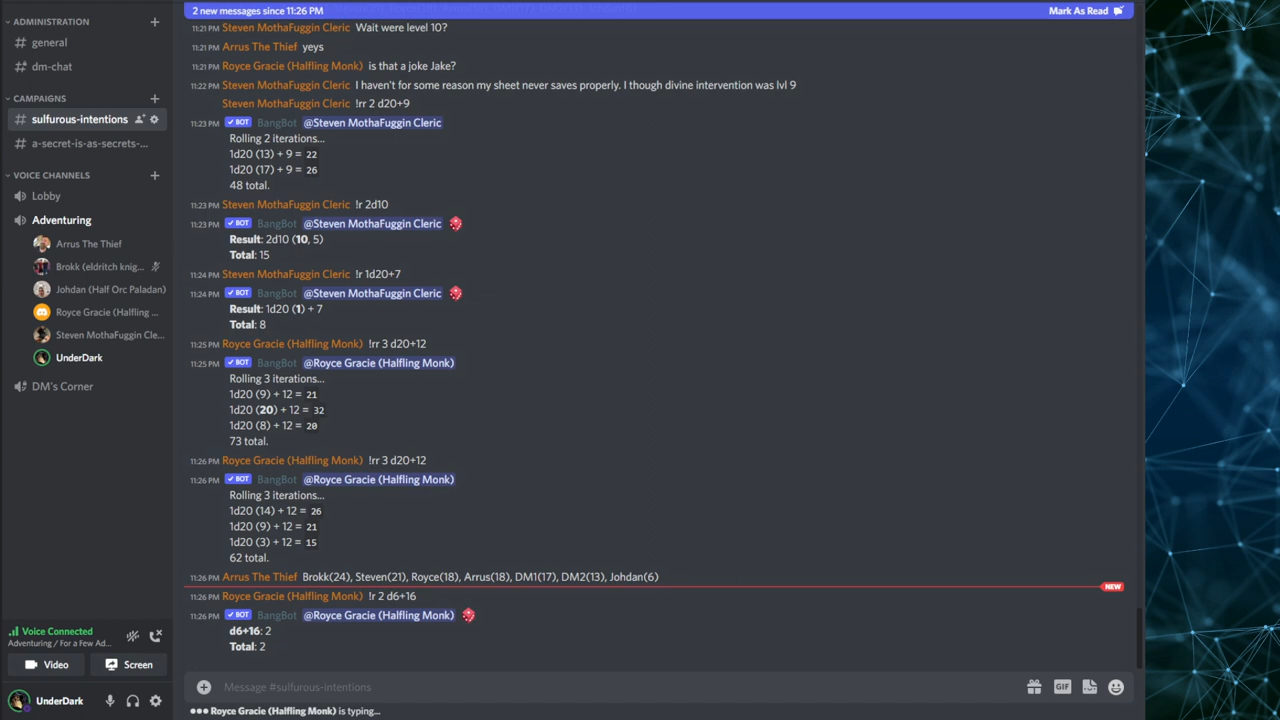 ADMINISTRATION
general
dm-chat
CAMPAIGNS
sulfurous-intentions
a-secret-is-as-secrets-...
VOICE CHANNELS
Lobby
Adventuring
Arrus The Thief
Brokk (eldritch knig...
Johdan (Half Orc Paladan)
Royce Gracie (Halfling ...
Steven MothaFuggin Cle...
UnderDark
DM's Corner
Voice Connected
Adventuring / For a Few Ad...
Video Screen
UnderDark
2 new messages since 11:26 PM Mark As Read
11:21 PM Steven MothaFuggin Cleric Wait were level 10?
11:21 PM Arrus The Thief yeys
11:21 PM Royce Gracie (Halfling Monk) is that a joke Jake?
11:22 PM Steven MothaFuggin Cleric I haven't for some reason my sheet never saves properly. I though divine intervention was lvl 9
Steven MothaFuggin Cleric !rr 2 d20+9
11:23 PM BOT BangBot @Steven MothaFuggin Cleric
Rolling 2 iterations...
1d20 (13) + 9 = 22
1d20 (17) + 9 = 26
48 total.
11:23 PM Steven MothaFuggin Cleric !r 2d10
11:23 PM BOT BangBot @Steven MothaFuggin Cleric
Result: 2d10 (10, 5)
Total: 15
11:24 PM Steven MothaFuggin Cleric !r 1d20+7
11:24 PM BOT BangBot @Steven MothaFuggin Cleric
Result: 1d20 (1) + 7
Total: 8
11:25 PM Royce Gracie (Halfling Monk) !rr 3 d20+12
11:25 PM BOT BangBot @Royce Gracie (Halfling Monk)
Rolling 3 iterations...
1d20 (9) + 12 = 21
1d20 (20) + 12 = 32
1d20 (8) + 12 = 20
73 total.
11:26 PM Royce Gracie (Halfling Monk) !rr 3 d20+12
11:26 PM BOT BangBot @Royce Gracie (Halfling Monk)
Rolling 3 iterations...
1d20 (14) + 12 = 26
1d20 (9) + 12 = 21
1d20 (3) + 12 = 15
62 total.
11:26 PM Arrus The Thief Brokk(24), Steven(21), Royce(18), Arrus(18), DM1(17), DM2(13), Johdan(6)
NEW
11:26 PM Royce Gracie (Halfling Monk) !r 2 d6+16
11:26 PM BOT BangBot @Royce Gracie (Halfling Monk)
d6+16: 2
Total: 2
Message #sulfurous-intentions
GIF
Royce Gracie (Halfling Monk) is typing...